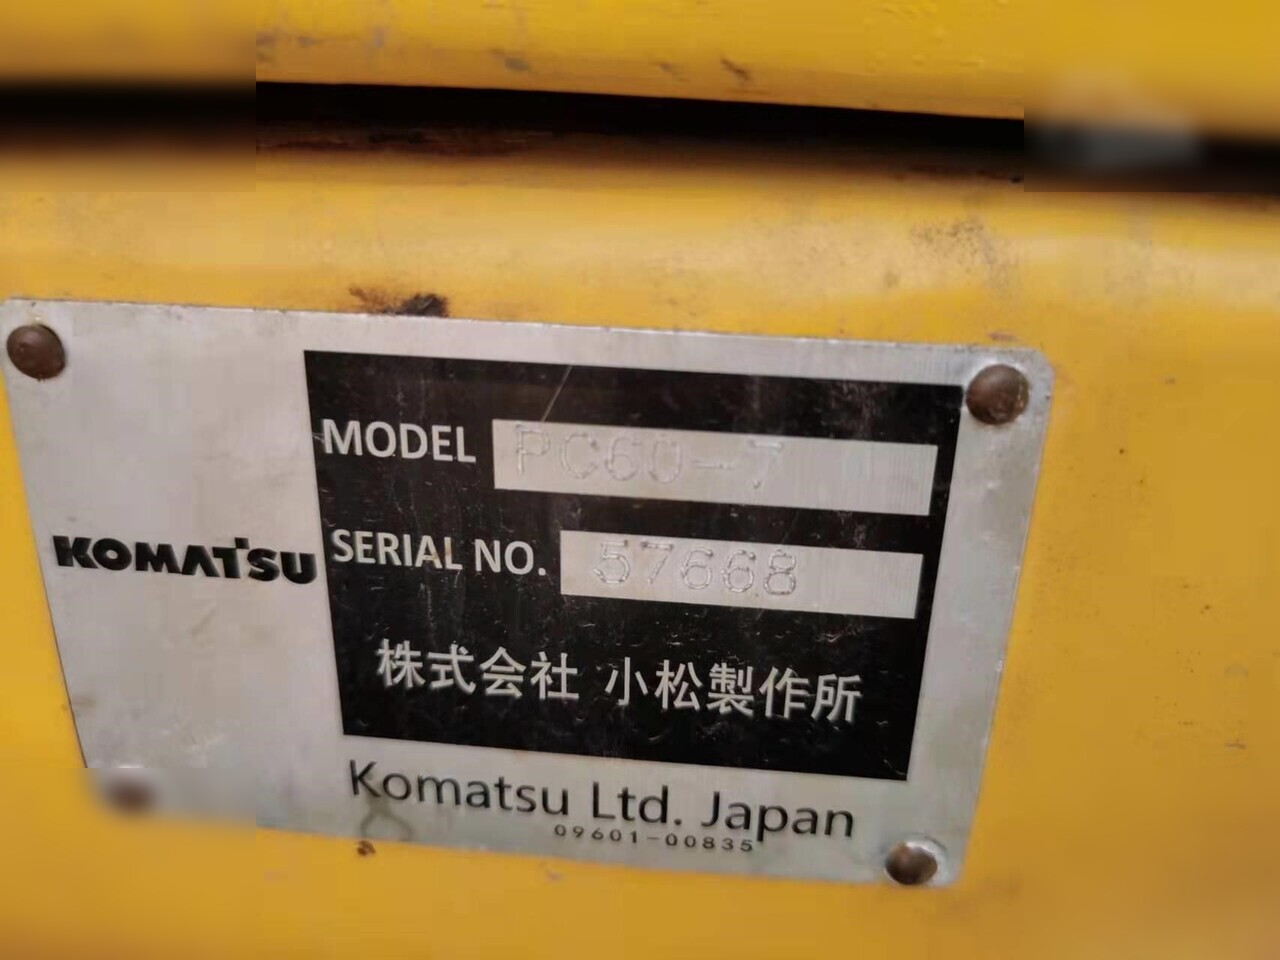 MODEL PC60-7
KOMATSU
SERIAL NO. 57668
株式会社 小松製作所
Komatsu Ltd. Japan
09601-00835